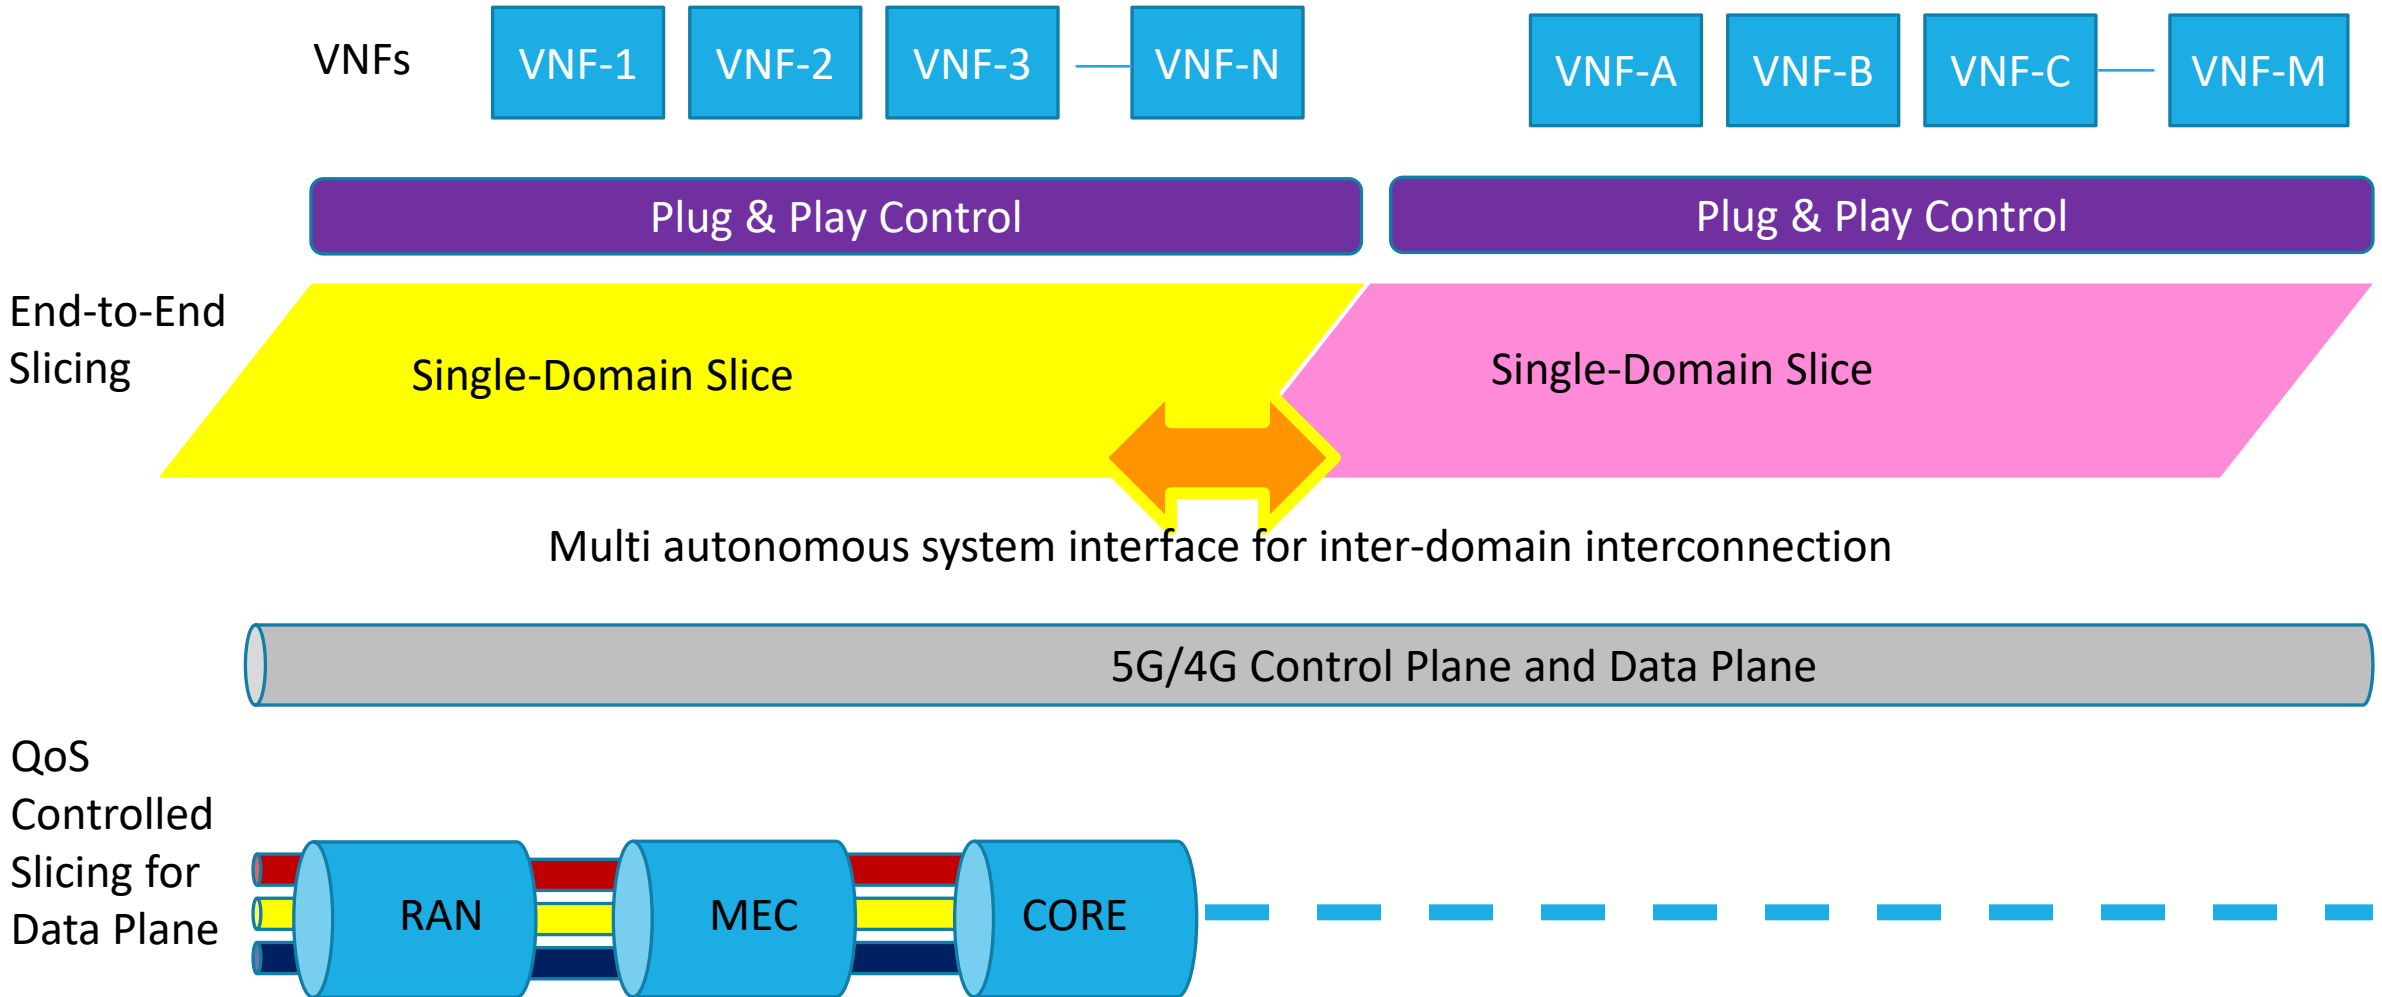 VNFs
VNF-1
VNF-2
VNF-3
VNF-N
VNF-A
VNF-B
VNF-C
VNF-M
Plug & Play Control
Plug & Play Control
End-to-End
Slicing
Single-Domain Slice
Single-Domain Slice
Multi autonomous system interface for inter-domain interconnection
5G/4G Control Plane and Data Plane
QoS
Controlled
Slicing for
Data Plane
RAN
MEC
CORE